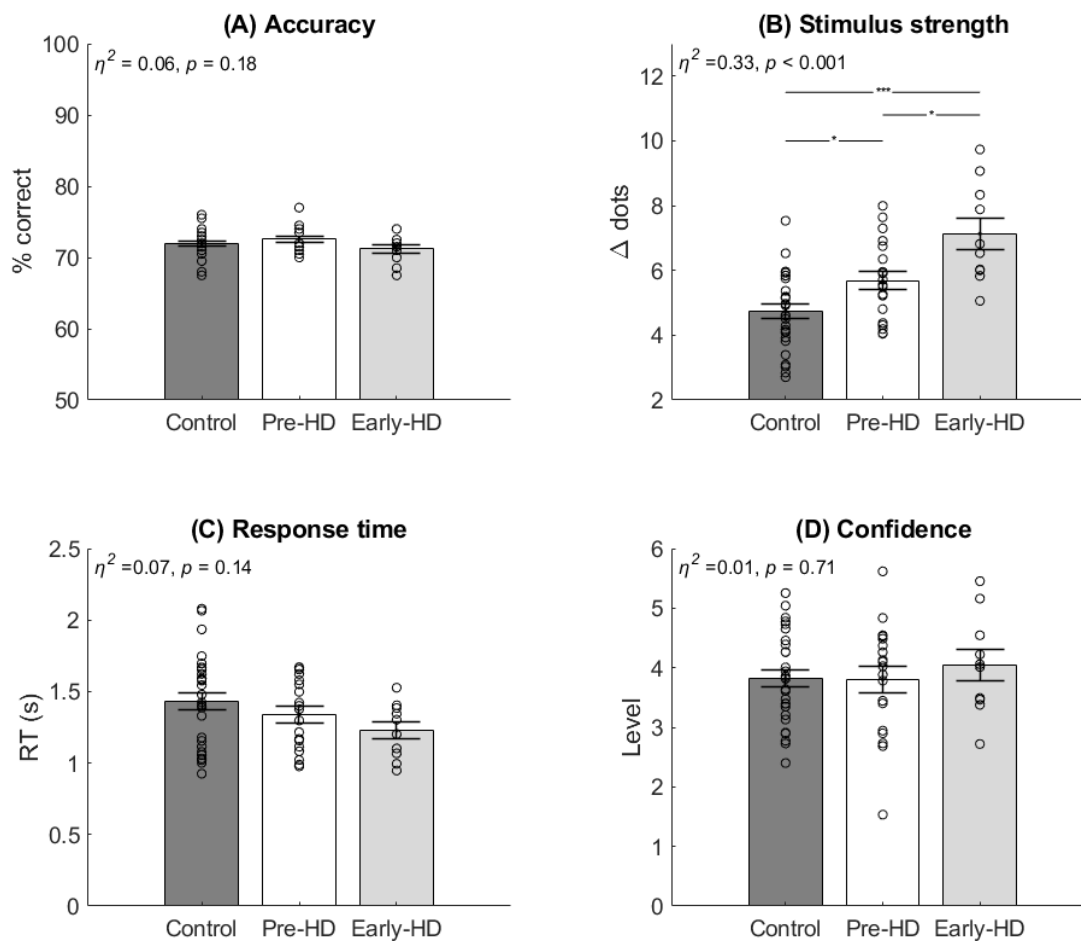 (A) Accuracy
η² = 0.06, p = 0.18
100
90
80
70
60
50
% correct
Control Pre-HD Early-HD
(B) Stimulus strength
η² =0.33, p < 0.001
12
10
8
6
4
2
Δ dots
***
*
*
Control Pre-HD Early-HD
(C) Response time
η² =0.07, p = 0.14
2.5
2
1.5
1
0.5
0
RT (s)
Control Pre-HD Early-HD
(D) Confidence
η² =0.01, p = 0.71
6
5
4
3
2
1
0
Level
Control Pre-HD Early-HD